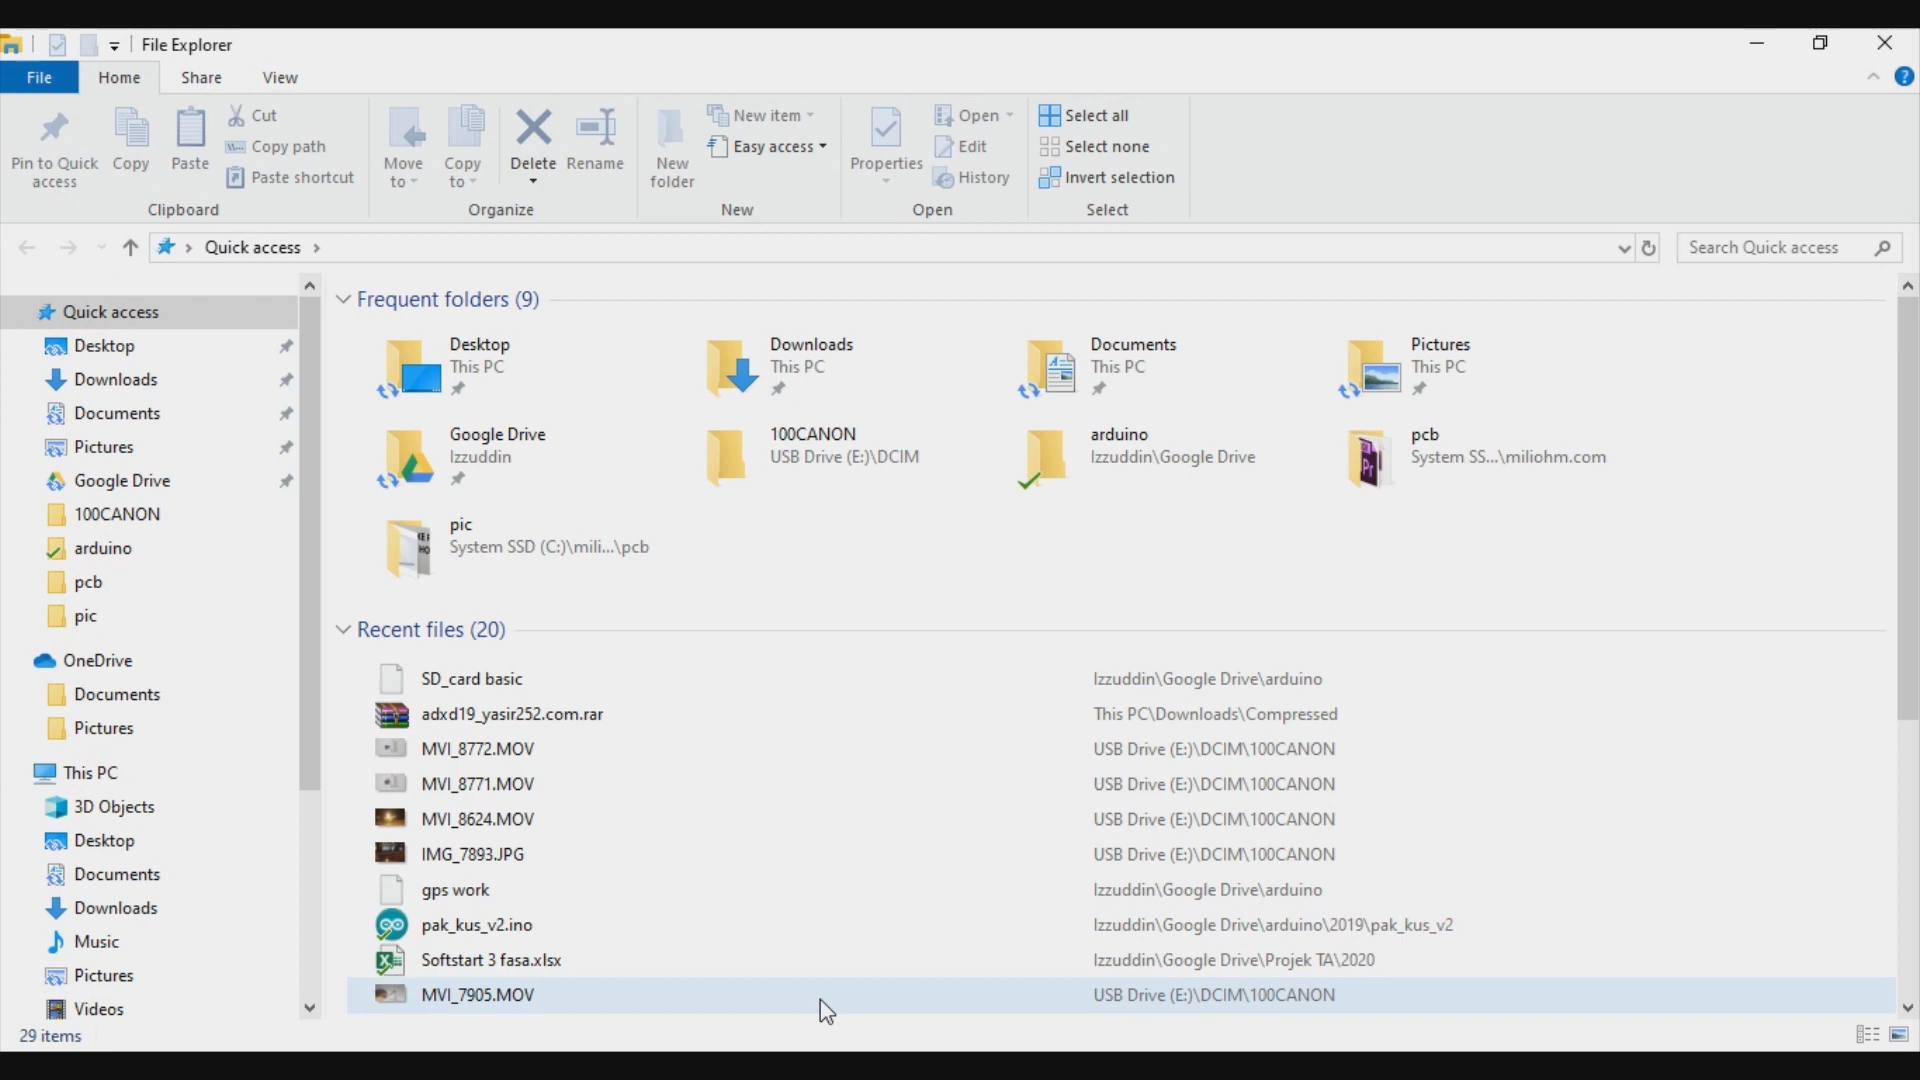 File Explorer
File Home Share View
Pin to Quick access
Copy
Paste
Cut
Copy path
Paste shortcut
Clipboard
Move to
Copy to
Delete
Rename
Organize
New folder
New item
Easy access
New
Properties
Open
Edit
History
Open
Select all
Select none
Invert selection
Select
Quick access
Search Quick access
Quick access
Desktop
Downloads
Documents
Pictures
Google Drive
100CANON
arduino
pcb
pic
OneDrive
Documents
Pictures
This PC
3D Objects
Desktop
Documents
Downloads
Music
Pictures
Videos
Frequent folders (9)
Desktop
This PC
Downloads
This PC
Documents
This PC
Pictures
This PC
Google Drive
Izzuddin
100CANON
USB Drive (E:)\DCIM
arduino
Izzuddin\Google Drive
pcb
System SS...\miliohm.com
pic
System SSD (C:)\mili...\pcb
Recent files (20)
SD_card basic Izzuddin\Google Drive\arduino
adxd19_yasir252.com.rar This PC\Downloads\Compressed
MVI_8772.MOV USB Drive (E:)\DCIM\100CANON
MVI_8771.MOV USB Drive (E:)\DCIM\100CANON
MVI_8624.MOV USB Drive (E:)\DCIM\100CANON
IMG_7893.JPG USB Drive (E:)\DCIM\100CANON
gps work Izzuddin\Google Drive\arduino
pak_kus_v2.ino Izzuddin\Google Drive\arduino\2019\pak_kus_v2
Softstart 3 fasa.xlsx Izzuddin\Google Drive\Projek TA\2020
MVI_7905.MOV USB Drive (E:)\DCIM\100CANON
29 items